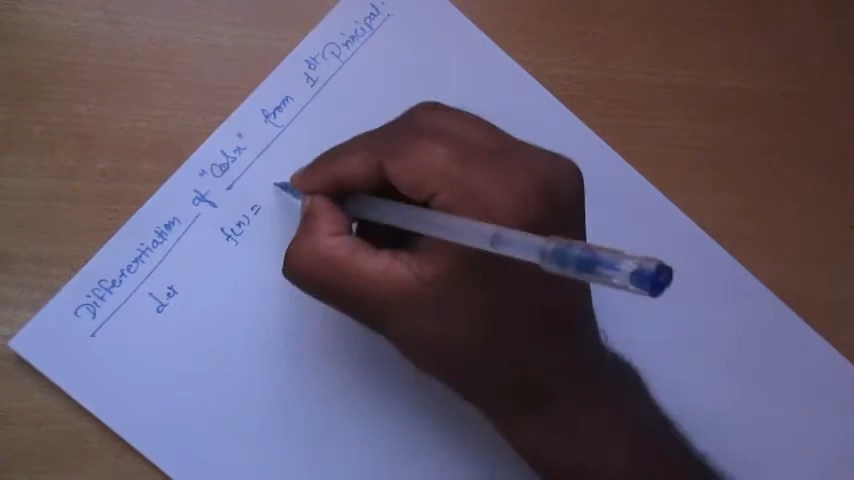 Differentiation of "Cosx" from 1st Principal.
Let f(x) =